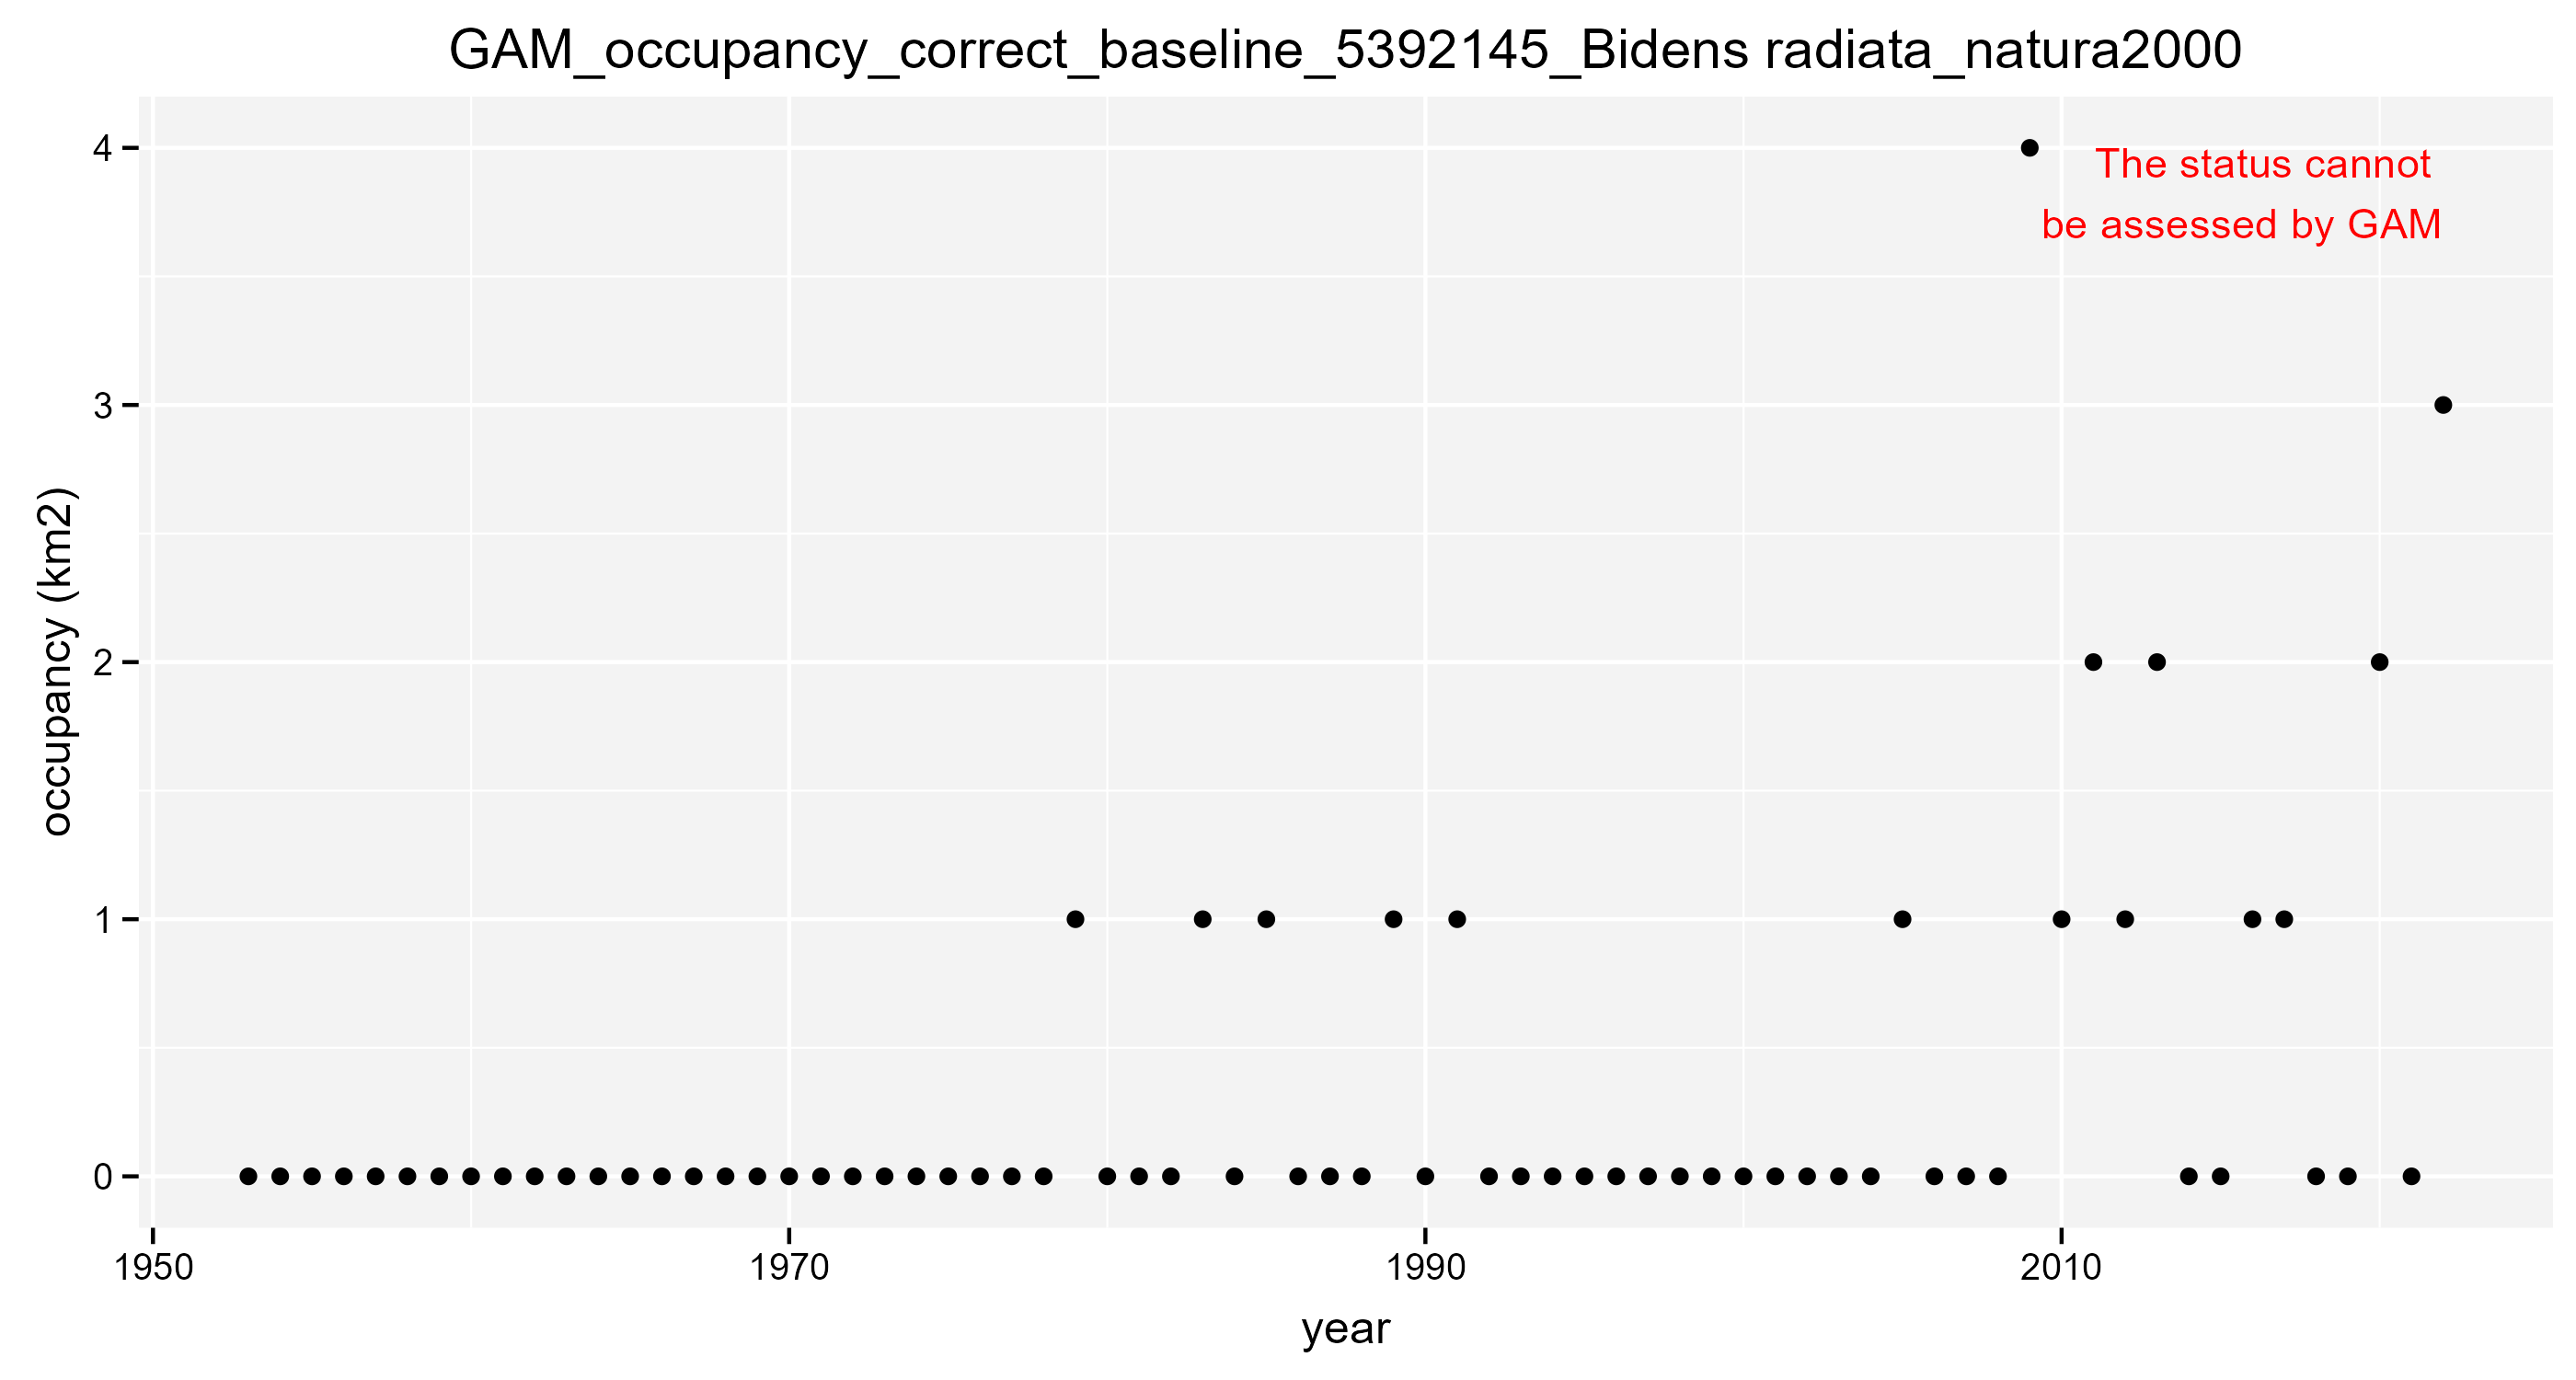 GAM_occupancy_correct_baseline_5392145_Bidens radiata_natura2000
The status cannot
be assessed by GAM
4
3
2
1
0
occupancy (km2)
1950 1970 1990 2010
year